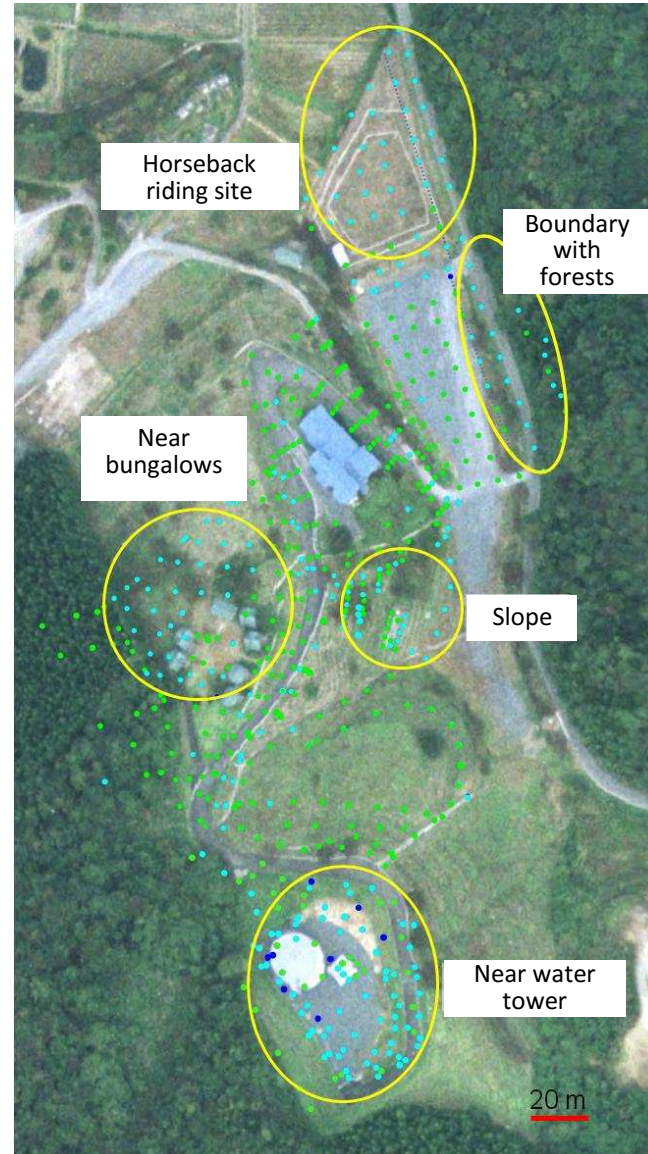 Horseback
riding site
Boundary
with
forests
Near
bungalows
Slope
Near water
tower
20 m